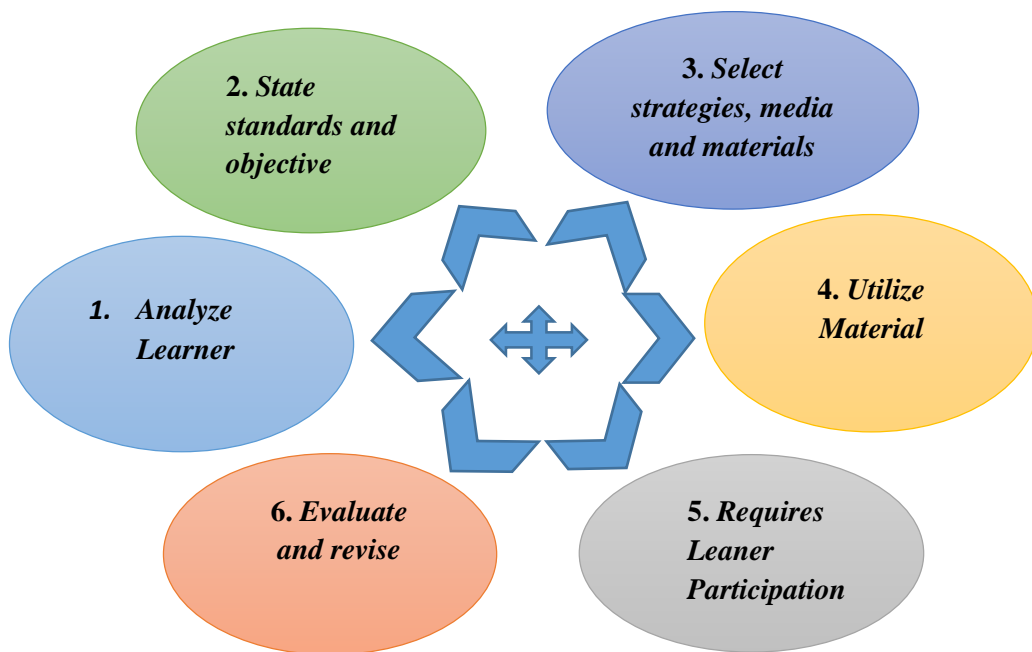 1. Analyze
Learner
2. State
standards and
objective
3. Select
strategies, media
and materials
4. Utilize
Material
5. Requires
Leaner
Participation
6. Evaluate
and revise